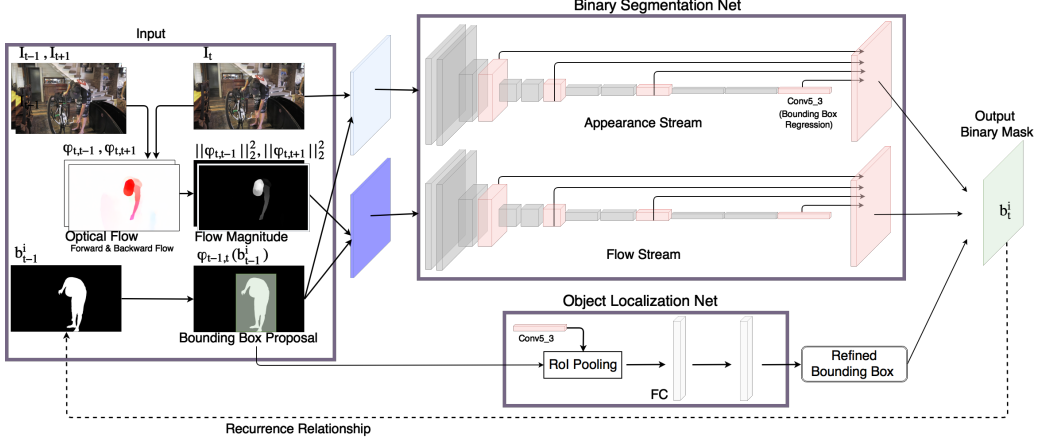 Binary Segmentation Net
Input
I_{t-1} , I_{t+1}
I_t
φ_{t,t-1} , φ_{t,t+1}
||φ_{t,t-1}||_2^2, ||φ_{t,t+1}||_2^2
Optical Flow
Forward & Backward Flow
Flow Magnitude
b_{t-1}^i
φ_{t-1,t}(b_{t-1}^i)
Bounding Box Proposal
Appearance Stream
Conv5_3
(Bounding Box
Regression)
Flow Stream
Output
Binary Mask
b_t^i
Object Localization Net
Conv5_3
RoI Pooling
FC
Refined
Bounding Box
Recurrence Relationship